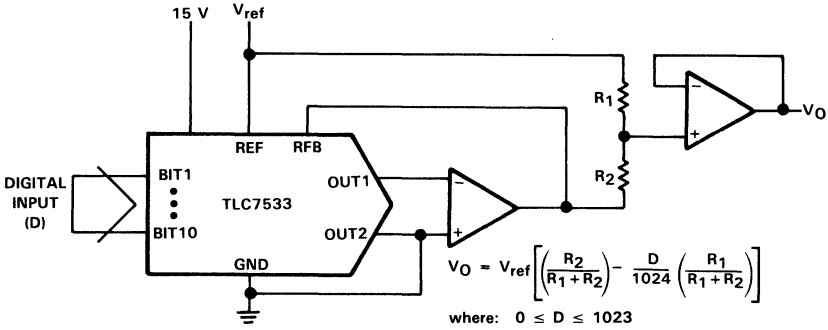 15 V
Vref
R1
−
+
VO
REF
RFB
DIGITAL
INPUT
(D)
BIT1
BIT10
TLC7533
OUT1
OUT2
−
+
R2
GND
VO = Vref[(R2/(R1 + R2)) − D/1024 (R1/(R1 + R2))]
where: 0 ≤ D ≤ 1023